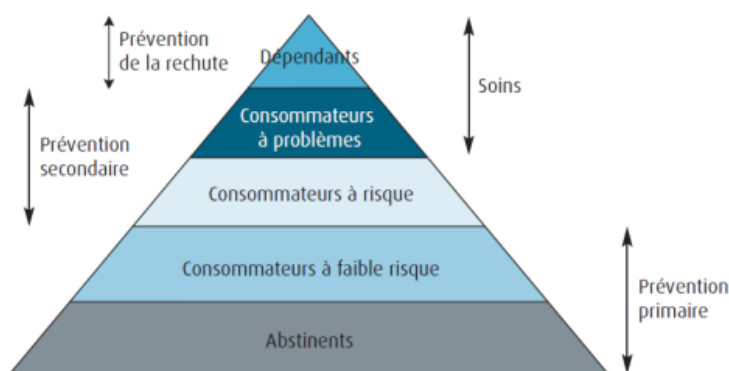 Prévention
de la rechute
Dépendants
Soins
Consommateurs
à problèmes
Prévention
secondaire
Consommateurs à risque
Consommateurs à faible risque
Prévention
primaire
Abstinents